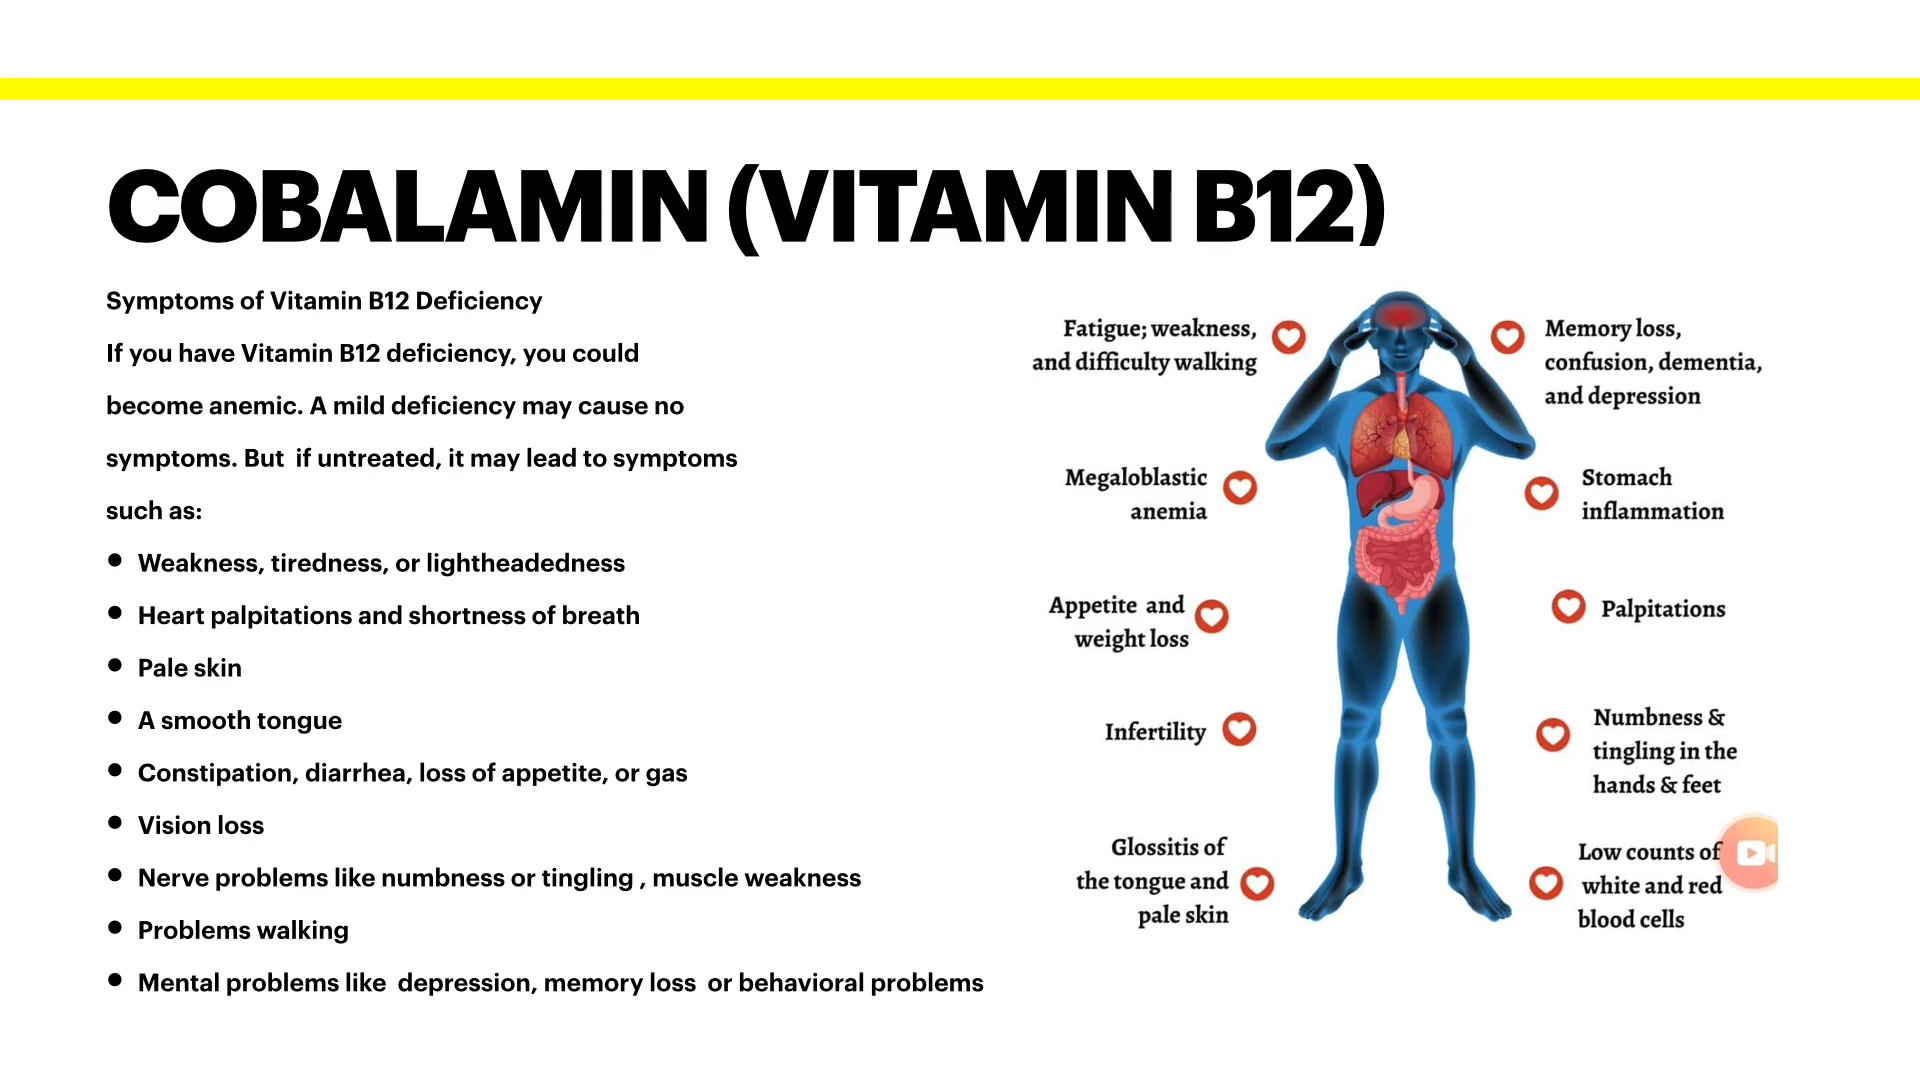 COBALAMIN (VITAMIN B12)
Symptoms of Vitamin B12 Deficiency
If you have Vitamin B12 deficiency, you could
become anemic. A mild deficiency may cause no
symptoms. But  if untreated, it may lead to symptoms
such as:
• Weakness, tiredness, or lightheadedness
• Heart palpitations and shortness of breath
• Pale skin
• A smooth tongue
• Constipation, diarrhea, loss of appetite, or gas
• Vision loss
• Nerve problems like numbness or tingling , muscle weakness
• Problems walking
• Mental problems like  depression, memory loss  or behavioral problems
Fatigue; weakness,
and difficulty walking
Megaloblastic
anemia
Appetite  and
weight loss
Infertility
Glossitis of
the tongue and
pale skin
Memory loss,
confusion, dementia,
and depression
Stomach
inflammation
Palpitations
Numbness &
tingling in the
hands & feet
Low counts of
white and red
blood cells